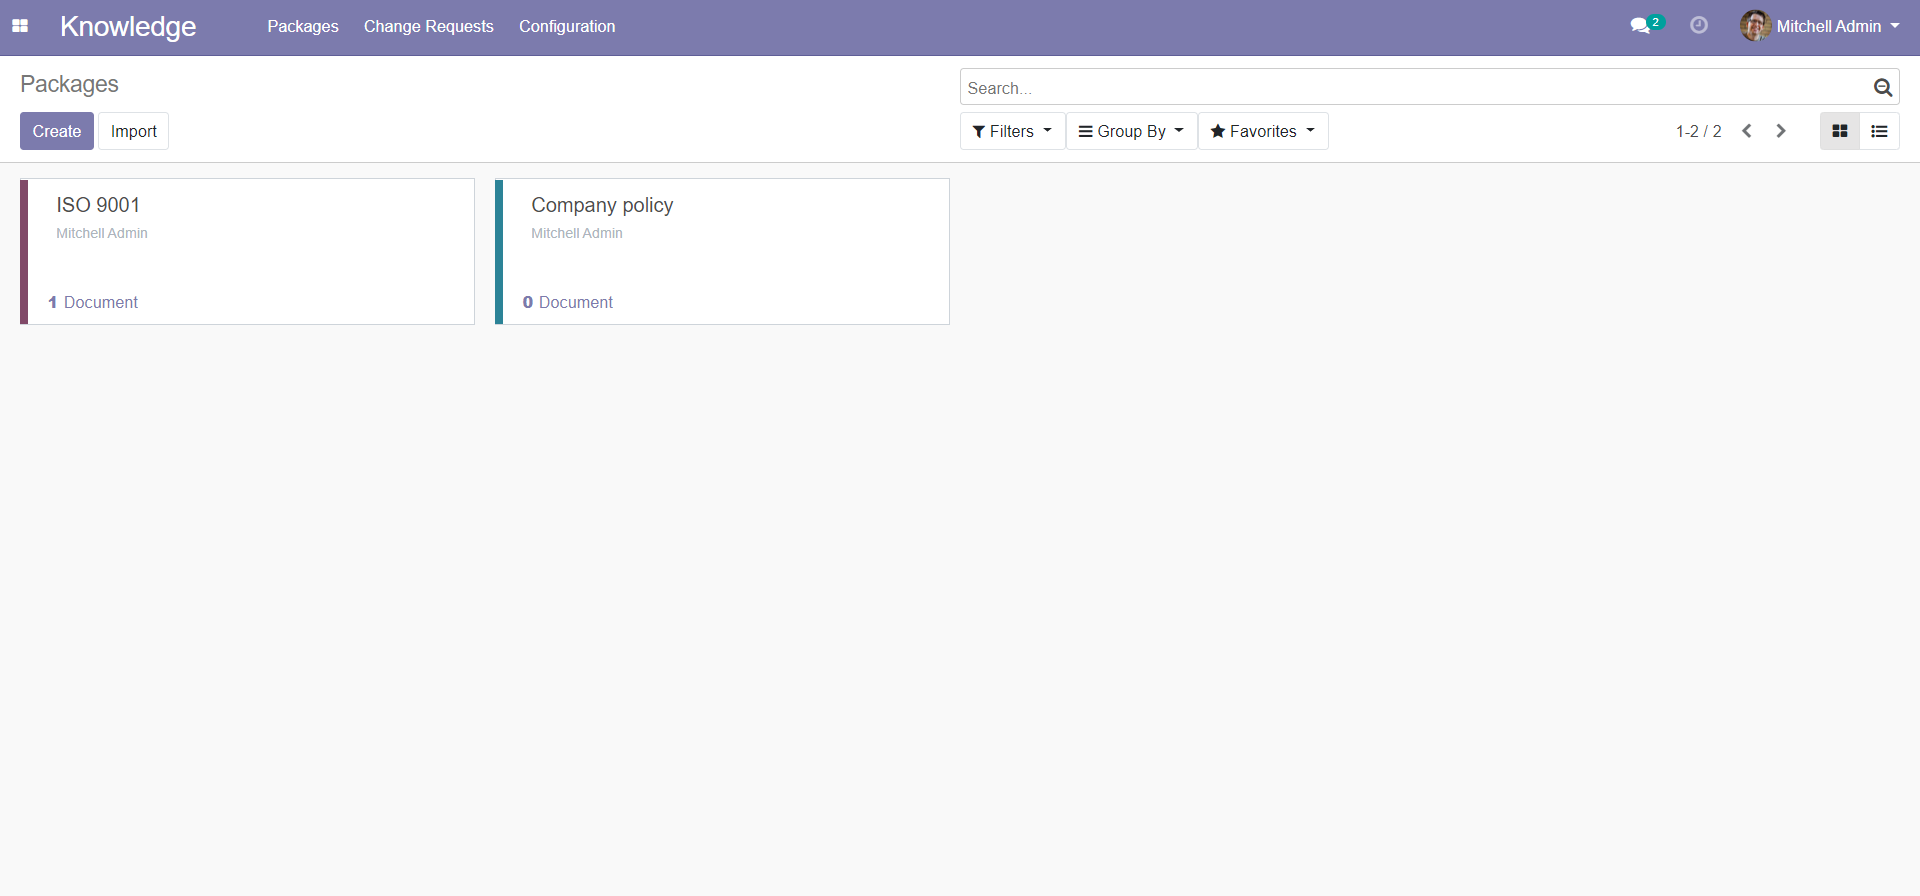 Knowledge Packages Change Requests Configuration 2 Mitchell Admin
Packages
Search...
Create Import
Filters Group By Favorites 1-2 / 2
ISO 9001
Mitchell Admin
1 Document
Company policy
Mitchell Admin
0 Document